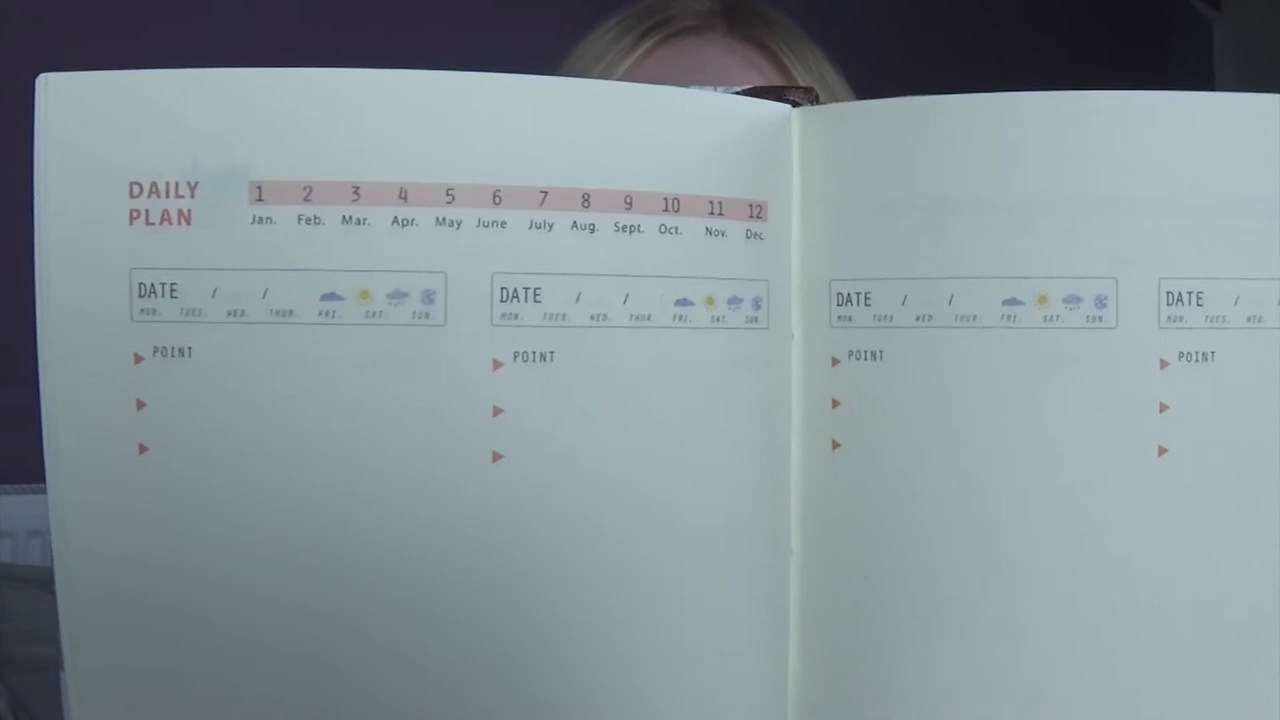 DAILY
PLAN
1 2 3 4 5 6 7 8 9 10 11 12
Jan. Feb. Mar. Apr. May June July Aug. Sept. Oct. Nov. Dec.
DATE / /
MON. TUES. WED. THUR. FRI. SAT. SUN.
POINT
DATE / /
MON. TUES. WED. THUR. FRI. SAT. SUN.
POINT
DATE / /
MON. TUES. WED. THUR. FRI. SAT. SUN.
POINT
DATE / /
MON. TUES. WED.
POINT